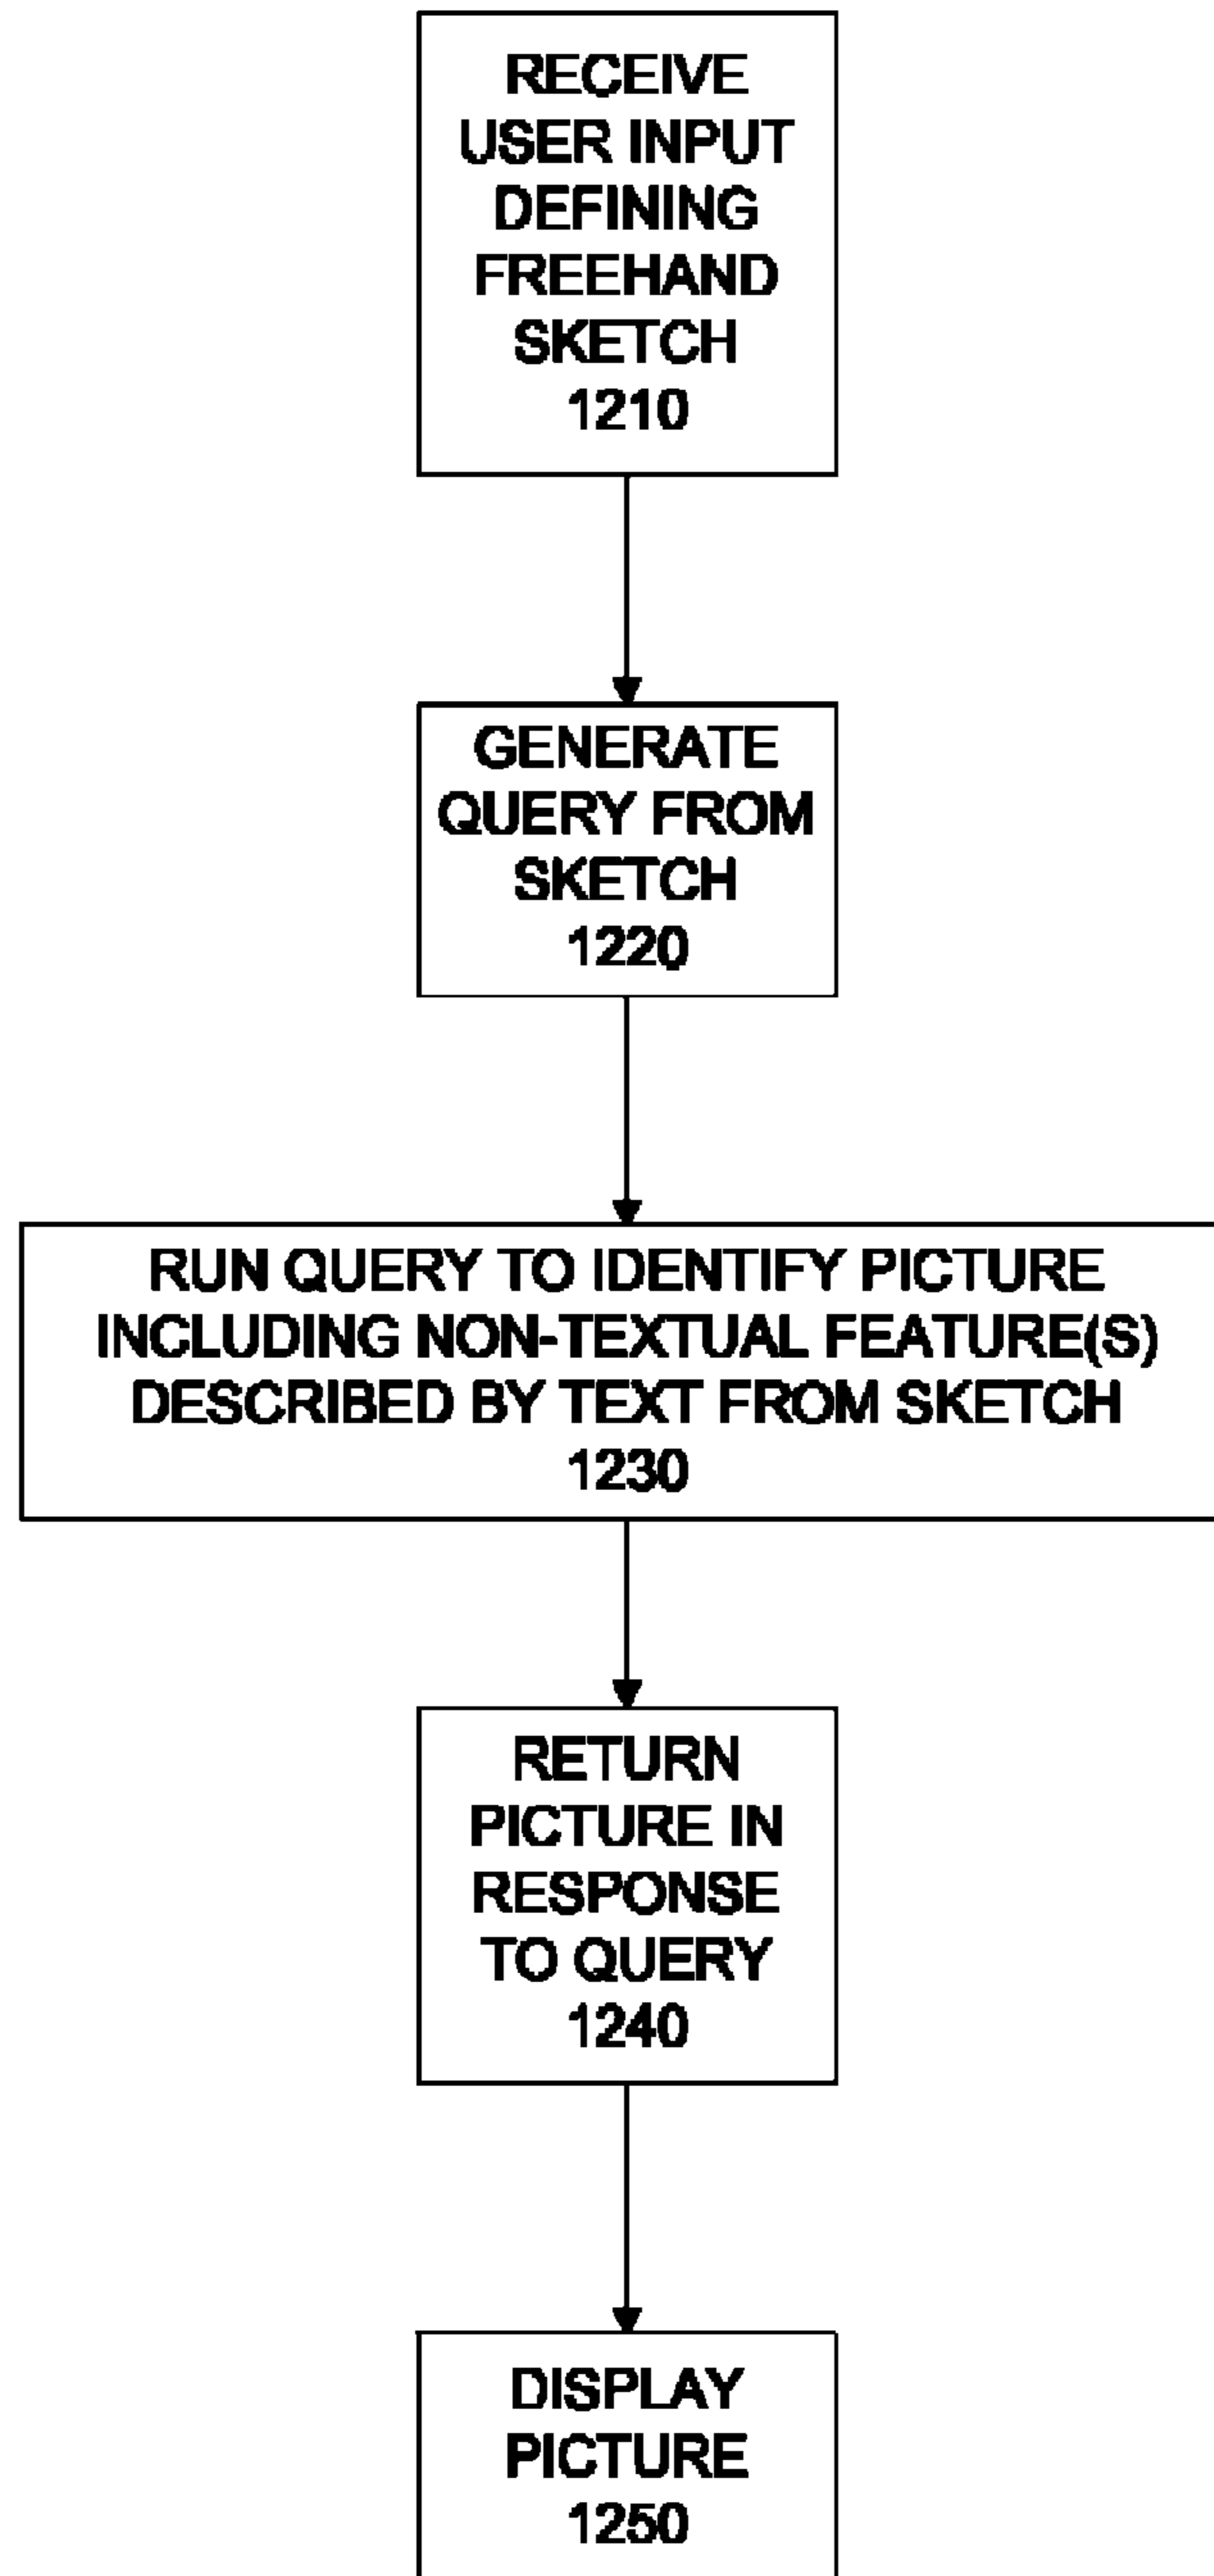 RECEIVE
USER INPUT
DEFINING
FREEHAND
SKETCH
1210
GENERATE
QUERY FROM
SKETCH
1220
RUN QUERY TO IDENTIFY PICTURE
INCLUDING NON-TEXTUAL FEATURE(S)
DESCRIBED BY TEXT FROM SKETCH
1230
RETURN
PICTURE IN
RESPONSE
TO QUERY
1240
DISPLAY
PICTURE
1250